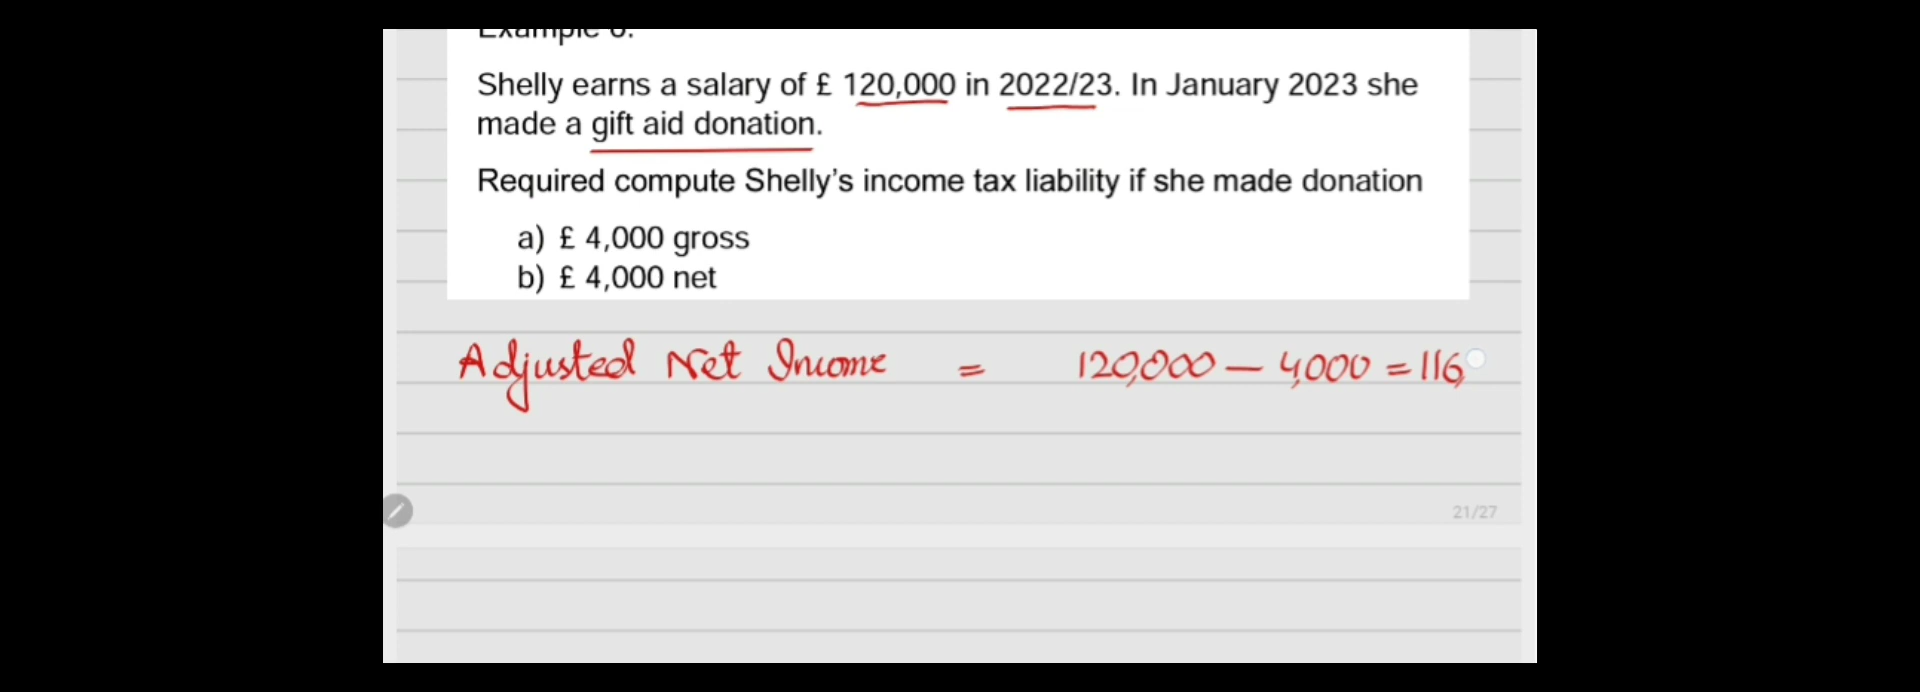 Example 6:
Shelly earns a salary of £ 120,000 in 2022/23. In January 2023 she
made a gift aid donation.
Required compute Shelly's income tax liability if she made donation
a) £ 4,000 gross
b) £ 4,000 net
Adjusted Net Income = 120,000 – 4,000 = 116,
21/27